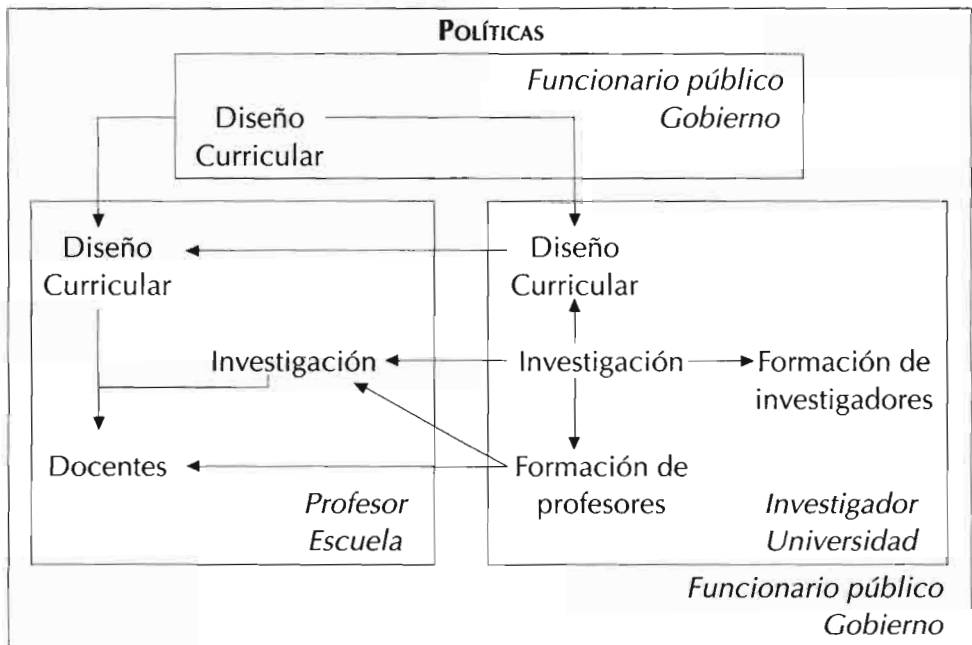 POLÍTICAS
Funcionario público
Gobierno
Diseño
Curricular
Diseño
Curricular
Investigación
Docentes
Profesor
Escuela
Diseño
Curricular
Investigación
Formación de
investigadores
Formación de
profesores
Investigador
Universidad
Funcionario público
Gobierno